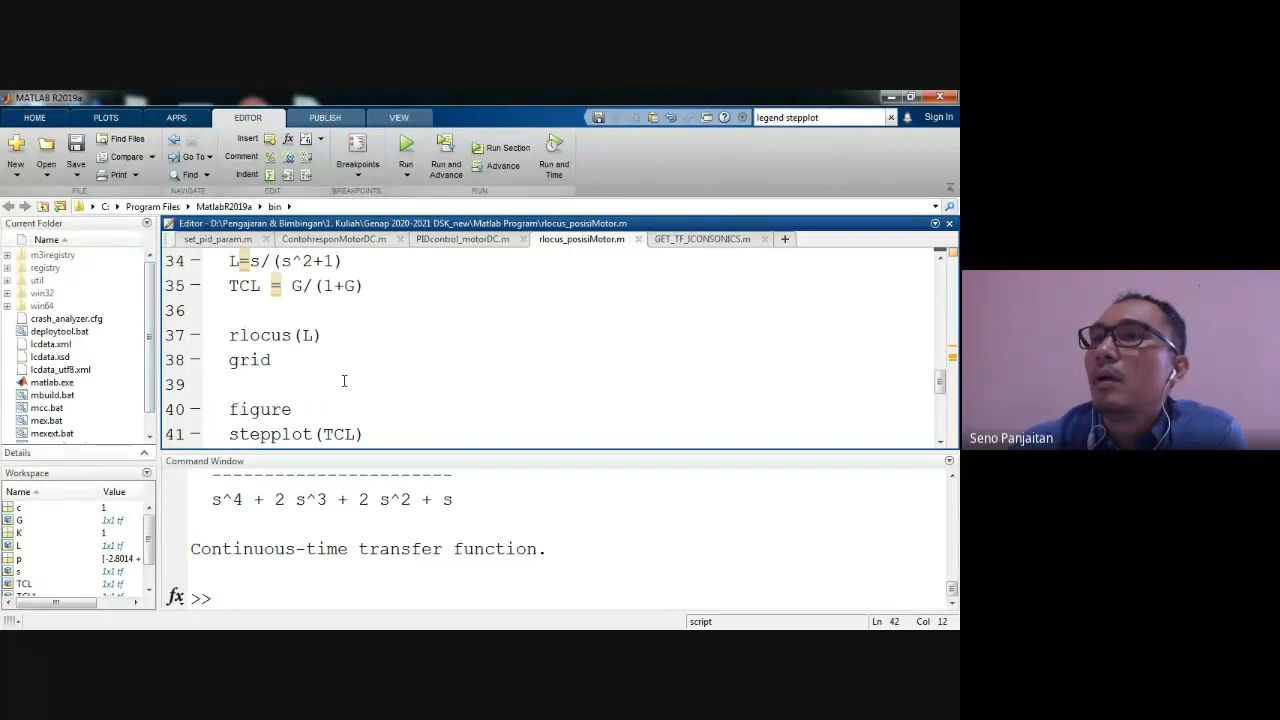 MATLAB R2019a
HOME PLOTS APPS EDITOR PUBLISH VIEW legend stepplot Sign In
New Open Save Find Files Compare Print Go To Find Insert Comment Indent fx Breakpoints Run Run and Advance Run Section Advance Run and Time
FILE NAVIGATE EDIT BREAKPOINTS RUN
C: Program Files MatlabR2019a bin
Current Folder
Name
m3iregistry
registry
util
win32
win64
crash_analyzer.cfg
deploytool.bat
lcdata.xml
lcdata.xsd
lcdata_utf8.xml
matlab.exe
mbuild.bat
mcc.bat
mex.bat
mexext.bat
Details
Workspace
Name Value
c 1
G 1x1 tf
K 1
L 1x1 tf
p [-2.8014 +
s 1x1 tf
TCL 1x1 tf
TCL1 1x1 tf
Editor - D:\Pengajaran & Bimbingan\1. Kuliah\Genap 2020-2021 DSK_new\Matlab Program\rlocus_posisiMotor.m
set_pid_param.m ContohresponMotorDC.m PIDcontrol_motorDC.m rlocus_posisiMotor.m GET_TF_ICONSONICS.m
34 – L=s/(s^2+1)
35 – TCL = G/(1+G)
36
37 – rlocus(L)
38 – grid
39 –
40 – figure
41 – stepplot(TCL)
Command Window
---------------------
s^4 + 2 s^3 + 2 s^2 + s
Continuous-time transfer function.
fx >>
script Ln 42 Col 12
Seno Panjaitan